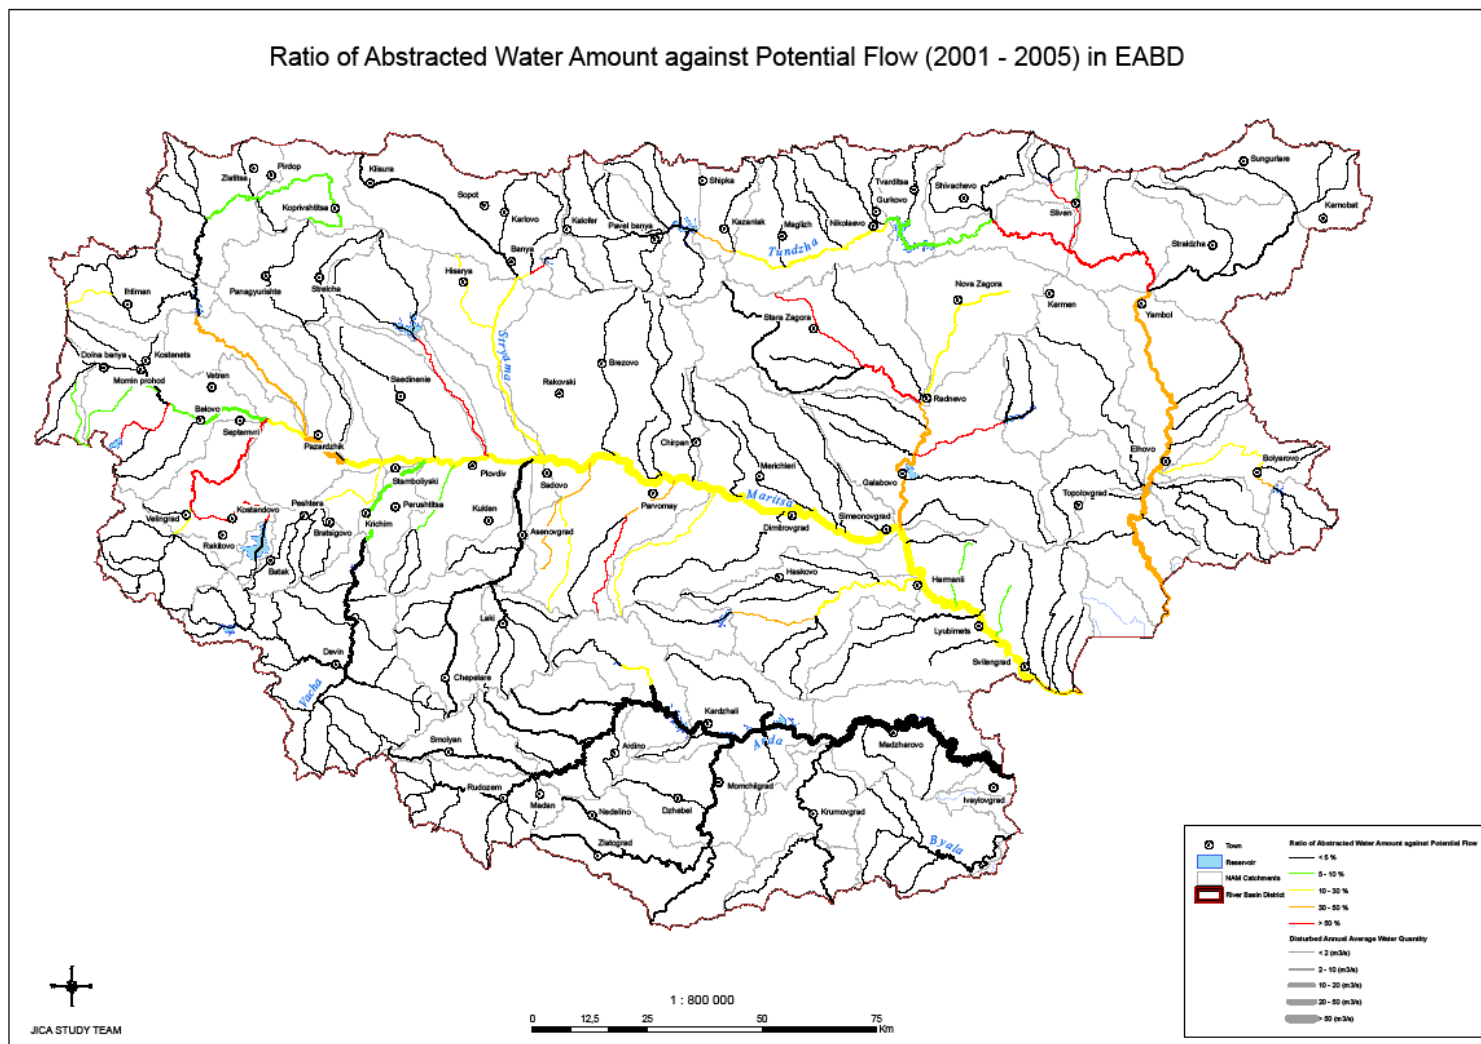 Ratio of Abstracted Water Amount against Potential Flow (2001 - 2005) in EABD
Zlatitsa
Pirdop
Koprivshtitsa
Klisura
Sopot
Karlovo
Kalofer
Banya
Pavel banya
Shipka
Kazanlak
Maglizh
Nikolaevo
Tvarditsa
Gurkovo
Shivachevo
Sliven
Sungurlare
Karnobat
Straldzha
Tundzha
Ihtiman
Panagyurishte
Strelcha
Hisarya
Stryama
Nova Zagora
Kermen
Yambol
Stara Zagora
Dolna banya
Kostenets
Momin prohod
Vetren
Saedinenie
Rakovski
Brezovo
Radnevo
Belovo
Septemvri
Pazardzhik
Stamboliyski
Plovdiv
Sadovo
Chirpan
Merichleri
Maritsa
Galabovo
Elhovo
Bolyarovo
Topolovgrad
Velingrad
Kostandovo
Rakitovo
Peshtera
Bratsigovo
Batak
Krichim
Perushtitsa
Kuklen
Asenovgrad
Parvomay
Dimitrovgrad
Simeonovgrad
Haskovo
Harmanli
Lyubimets
Svilengrad
Laki
Devin
Vacha
Chepelare
Smolyan
Rudozem
Madan
Ardino
Nedelino
Zlatograd
Dzhebel
Kardzhali
Arda
Momchilgrad
Krumovgrad
Madzharovo
Ivaylovgrad
Byala
Town
Reservoir
NAM Catchments
River Basin District
Ratio of Abstracted Water Amount against Potential Flow
< 5 %
5 - 10 %
10 - 30 %
30 - 50 %
> 50 %
Disturbed Annual Average Water Quantity
< 2 (m3/s)
2 - 10 (m3/s)
10 - 20 (m3/s)
20 - 50 (m3/s)
> 50 (m3/s)
1 : 800 000
0 12,5 25 50 75
Km
JICA STUDY TEAM